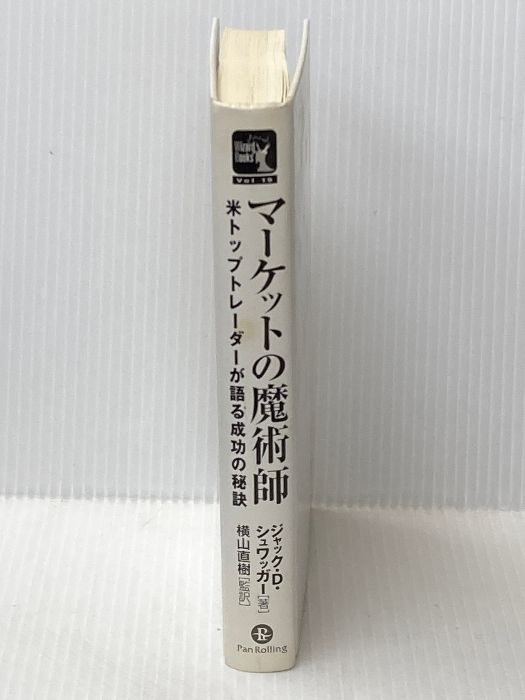 Wizard
Books
Vol 19
マーケットの魔術師
米トップトレーダーが語る成功の秘訣
ジャック・D・
シュワッガー[著]
横山直樹[監訳]
PanRolling